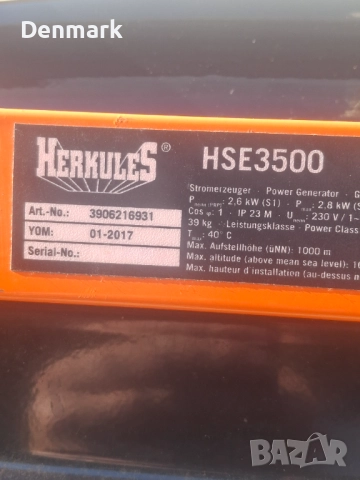 Denmark
HERKULES®
HSE3500
Stromerzeuger · Power Generator · G
2,6 kW (S1) 2.8 kW (S
Cos φ: 1 · IP 23 M · U 230 V / 1~
39 kg · Leistungsklasse · Power Class
40° C
Max. Aufstellhöhe (üNN): 1000 m
Max. altitude (above mean sea level): 1
Max. hauteur d'installation (au-dessus
Art.-No.: 3906216931
YOM: 01-2017
Serial-No.:
BAZAR